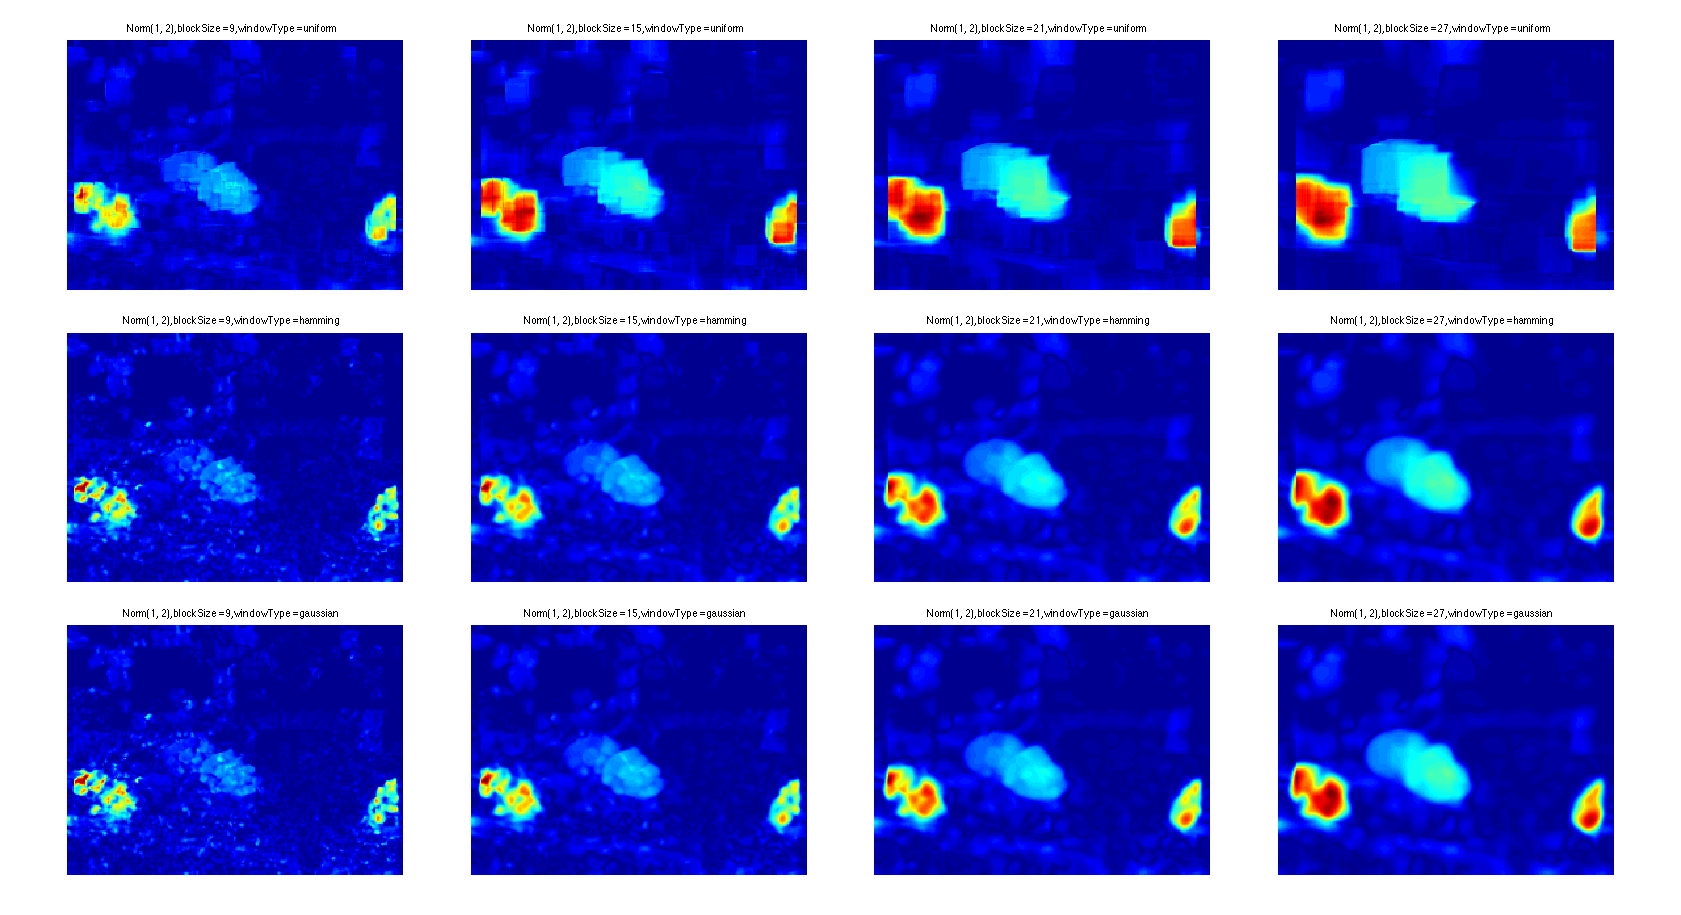 Norm(1, 2),blockSize=9,windowType=uniform
Norm(1, 2),blockSize=15,windowType=uniform
Norm(1, 2),blockSize=21,windowType=uniform
Norm(1, 2),blockSize=27,windowType=uniform
Norm(1, 2),blockSize=9,windowType=hamming
Norm(1, 2),blockSize=15,windowType=hamming
Norm(1, 2),blockSize=21,windowType=hamming
Norm(1, 2),blockSize=27,windowType=hamming
Norm(1, 2),blockSize=9,windowType=gaussian
Norm(1, 2),blockSize=15,windowType=gaussian
Norm(1, 2),blockSize=21,windowType=gaussian
Norm(1, 2),blockSize=27,windowType=gaussian